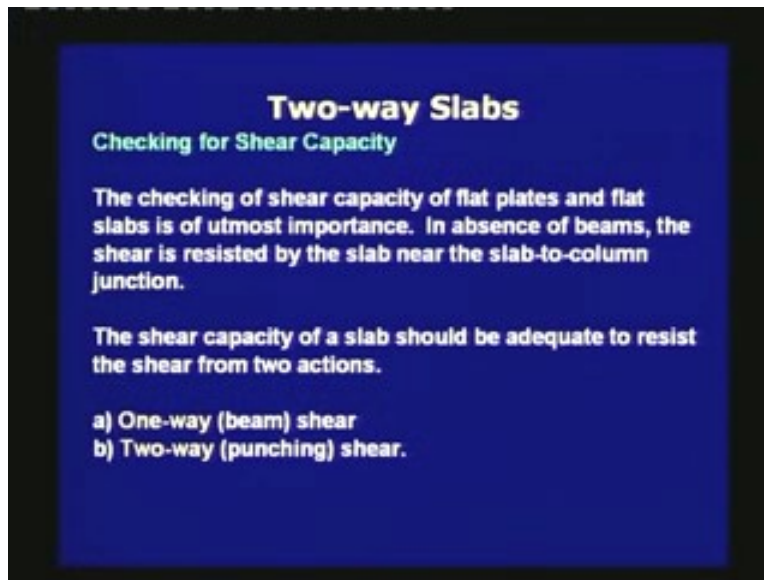 Two-way Slabs
Checking for Shear Capacity
The checking of shear capacity of flat plates and flat
slabs is of utmost importance. In absence of beams, the
shear is resisted by the slab near the slab-to-column
junction.
The shear capacity of a slab should be adequate to resist
the shear from two actions.
a) One-way (beam) shear
b) Two-way (punching) shear.